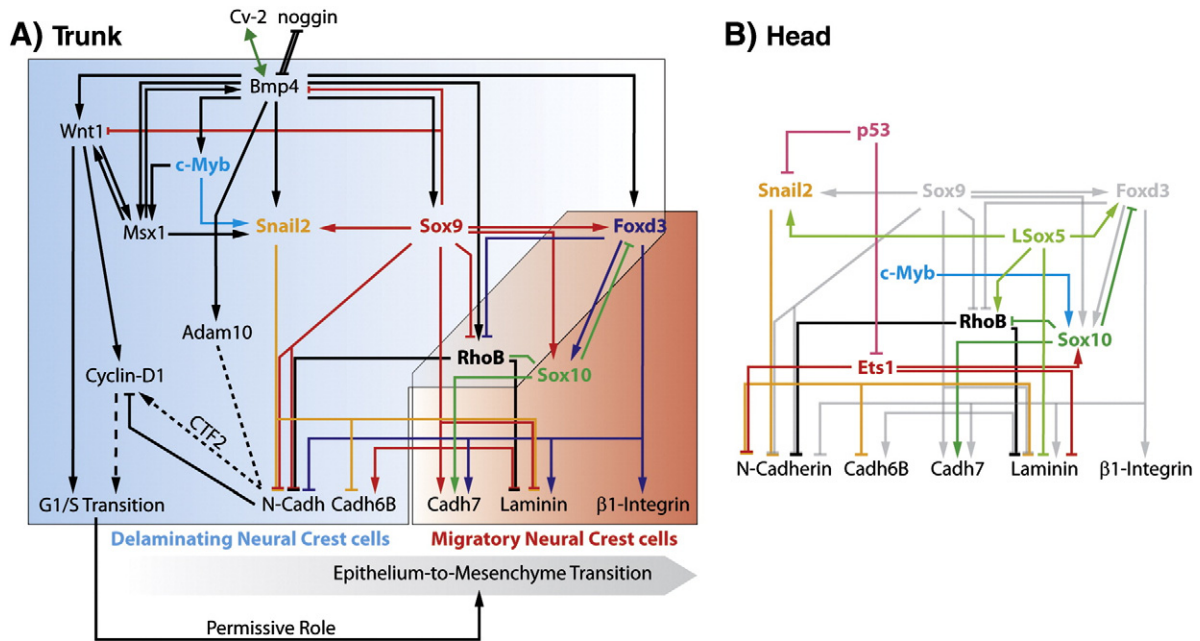 A) Trunk
Cv-2 noggin
Bmp4
Wnt1
c-Myb
Msx1
Snail2
Sox9
Foxd3
Adam10
RhoB
Sox10
Cyclin-D1
CTF2
G1/S Transition
N-Cadh
Cadh6B
Cadh7
Laminin
β1-Integrin
Delaminating Neural Crest cells
Migratory Neural Crest cells
Epithelium-to-Mesenchyme Transition
Permissive Role
B) Head
p53
Snail2
Sox9
Foxd3
LSox5
c-Myb
RhoB
Sox10
Ets1
N-Cadherin
Cadh6B
Cadh7
Laminin
β1-Integrin